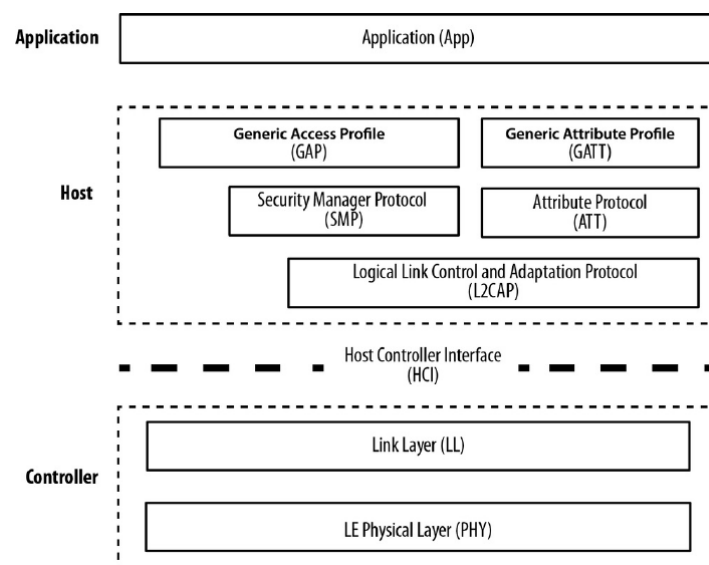 Application
Application (App)
Generic Access Profile
(GAP)
Generic Attribute Profile
(GATT)
Host
Security Manager Protocol
(SMP)
Attribute Protocol
(ATT)
Logical Link Control and Adaptation Protocol
(L2CAP)
Host Controller Interface
(HCI)
Link Layer (LL)
Controller
LE Physical Layer (PHY)